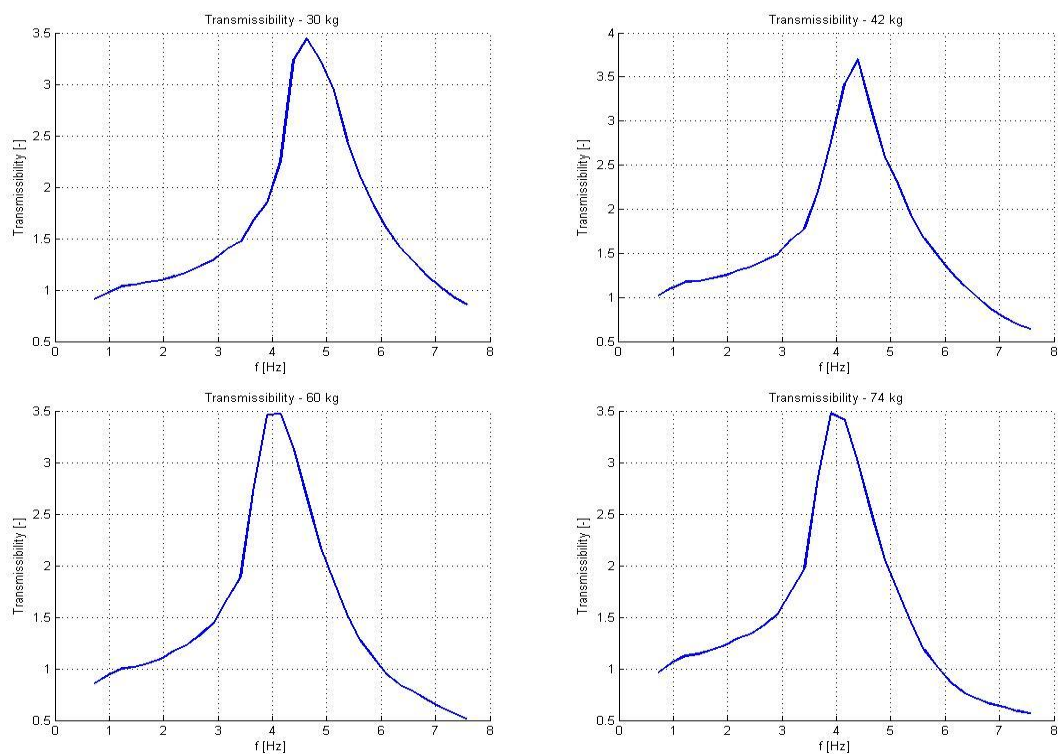 Transmissibility - 30 kg
3.5
3
2.5
2
1.5
1
0.5
Transmissibility [-]
0 1 2 3 4 5 6 7 8
f [Hz]
Transmissibility - 42 kg
4
3.5
3
2.5
2
1.5
1
0.5
Transmissibility [-]
0 1 2 3 4 5 6 7 8
f [Hz]
Transmissibility - 60 kg
3.5
3
2.5
2
1.5
1
0.5
Transmissibility [-]
0 1 2 3 4 5 6 7 8
f [Hz]
Transmissibility - 74 kg
3.5
3
2.5
2
1.5
1
0.5
Transmissibility [-]
0 1 2 3 4 5 6 7 8
f [Hz]